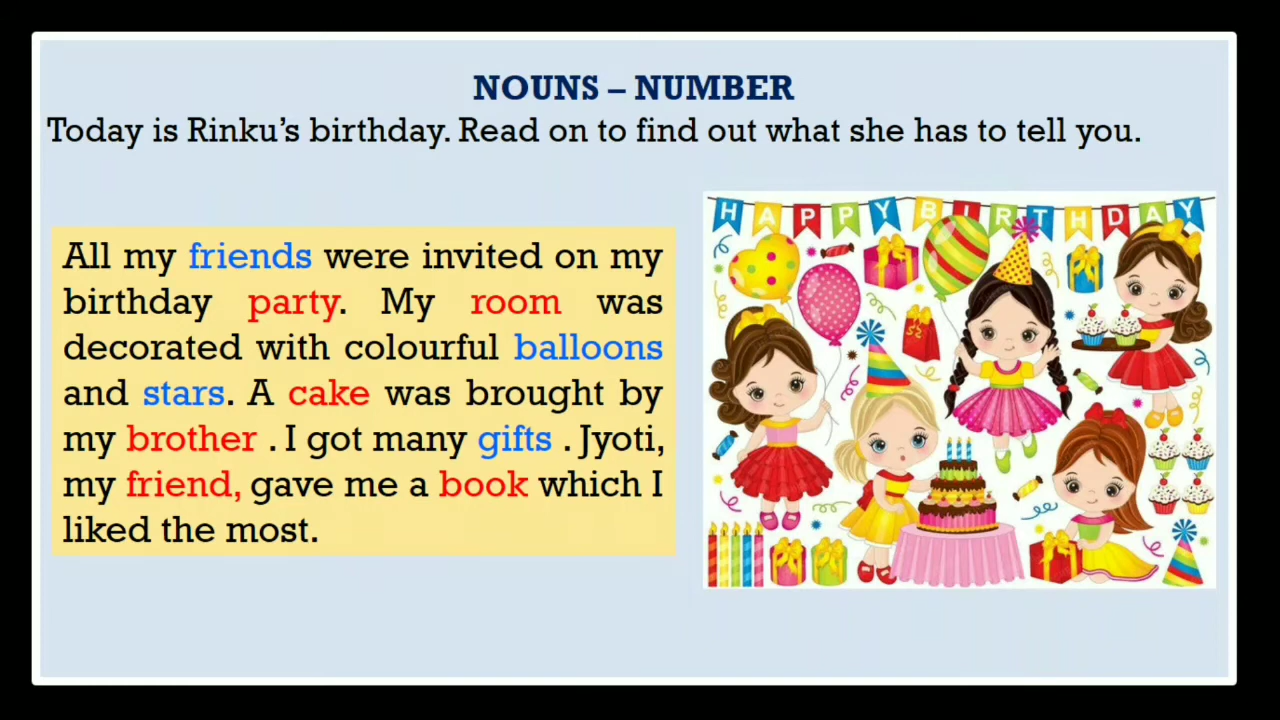 NOUNS – NUMBER
Today is Rinku’s birthday. Read on to find out what she has to tell you.
All my friends were invited on my
birthday party. My room was
decorated with colourful balloons
and stars. A cake was brought by
my brother . I got many gifts . Jyoti,
my friend, gave me a book which I
liked the most.
HAPPY BIRTHDAY